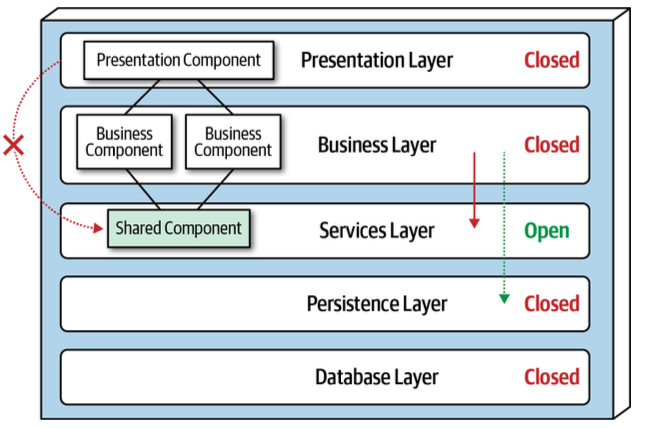 Presentation Component
Presentation Layer
Closed
Business
Component
Business
Component
Business Layer
Closed
Shared Component
Services Layer
Open
Persistence Layer
Closed
Database Layer
Closed